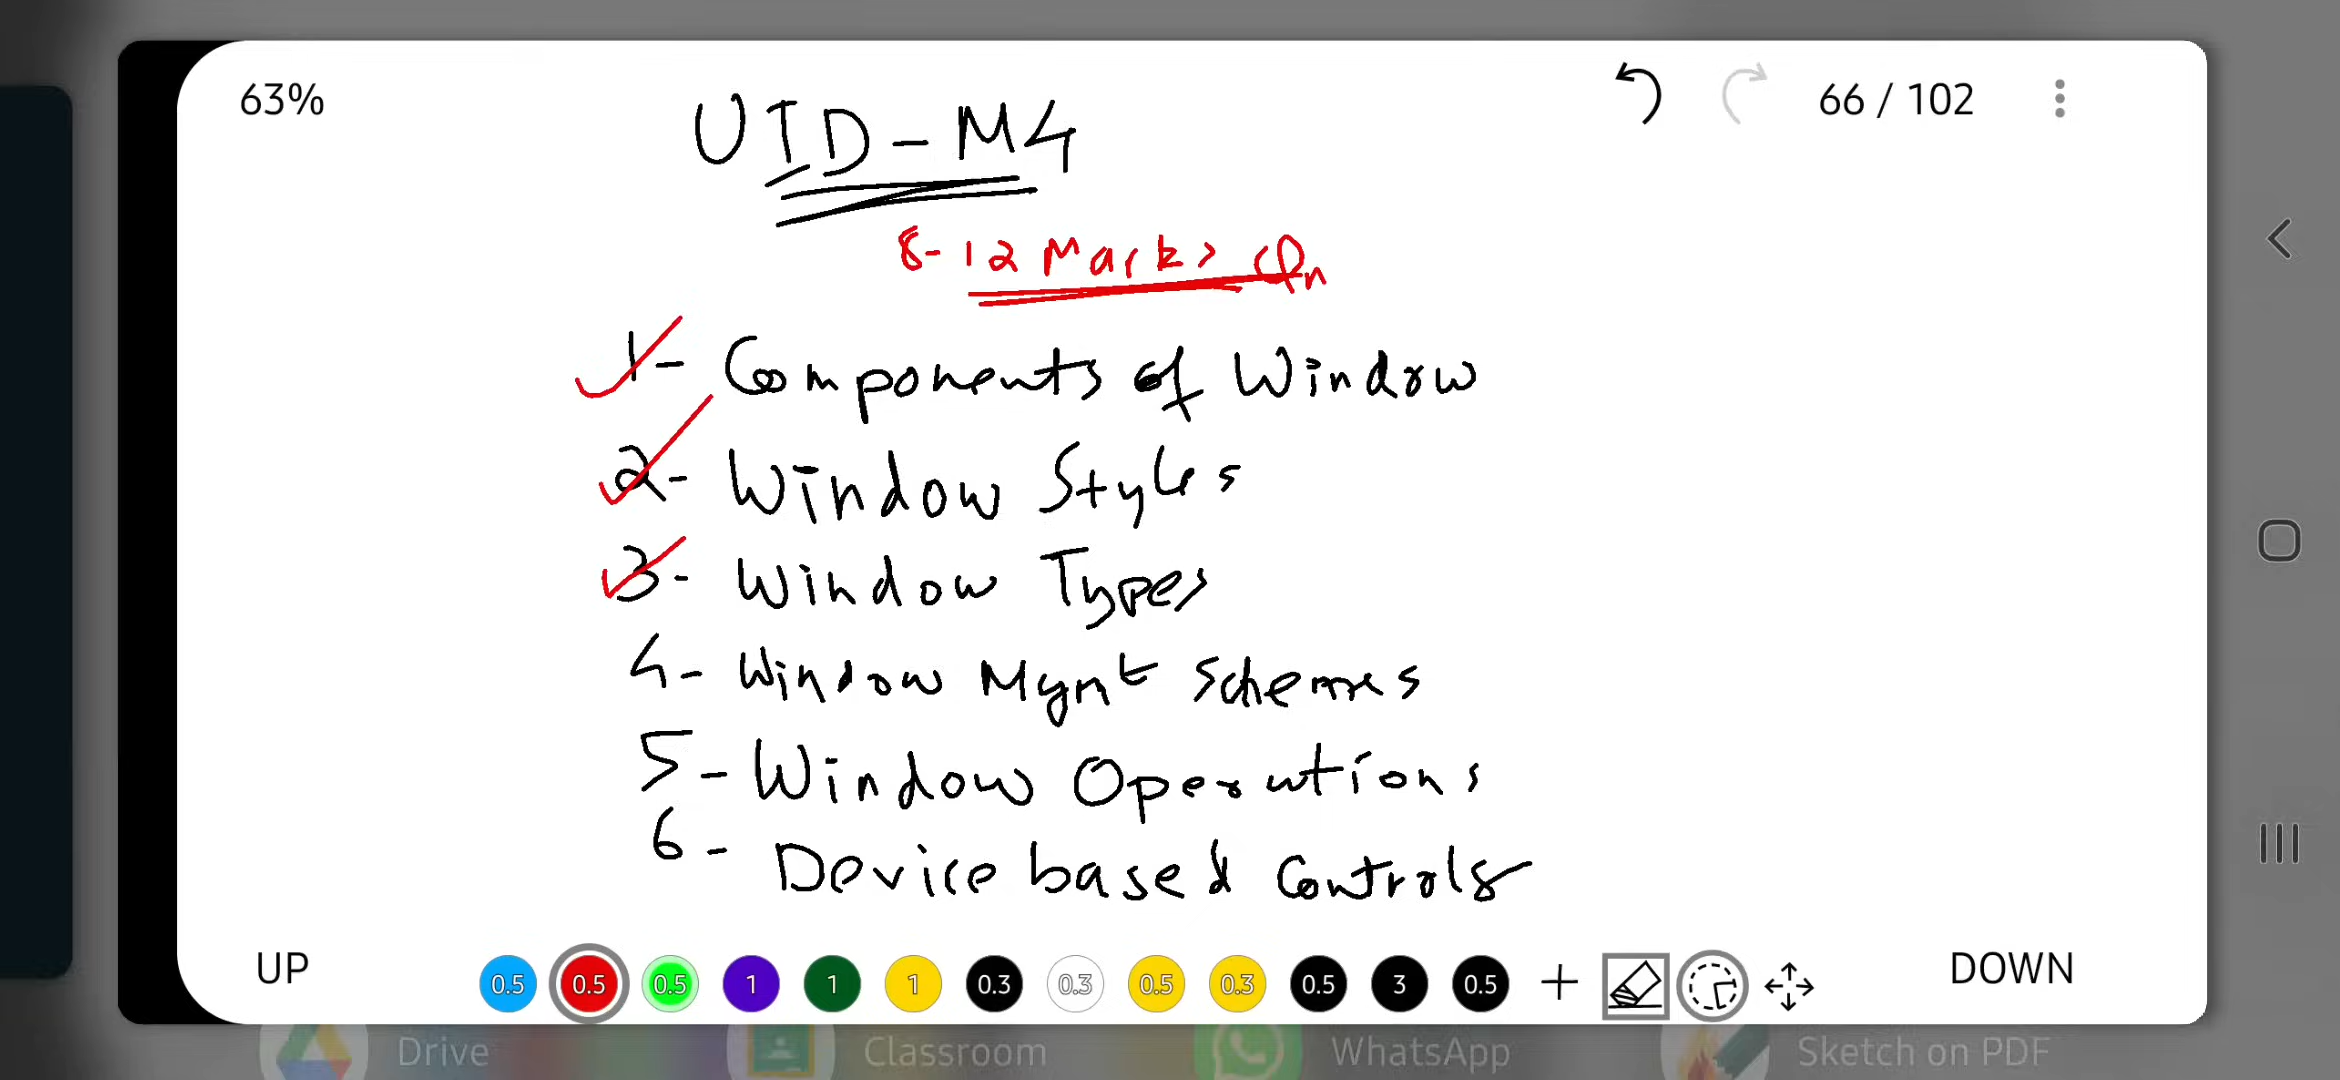 63%
UID-M4
66 / 102
8-12 Marks Qn
1- Components of Window
2- Window Styles
3- Window Types
4- Window Mgmt Schemes
5- Window Operations
6- Device based Controls
UP
0.5 0.5 0.5 1 1 1 0.3 0.3 0.5 0.3 0.5 3 0.5
DOWN
Drive Classroom WhatsApp Sketch on PDF